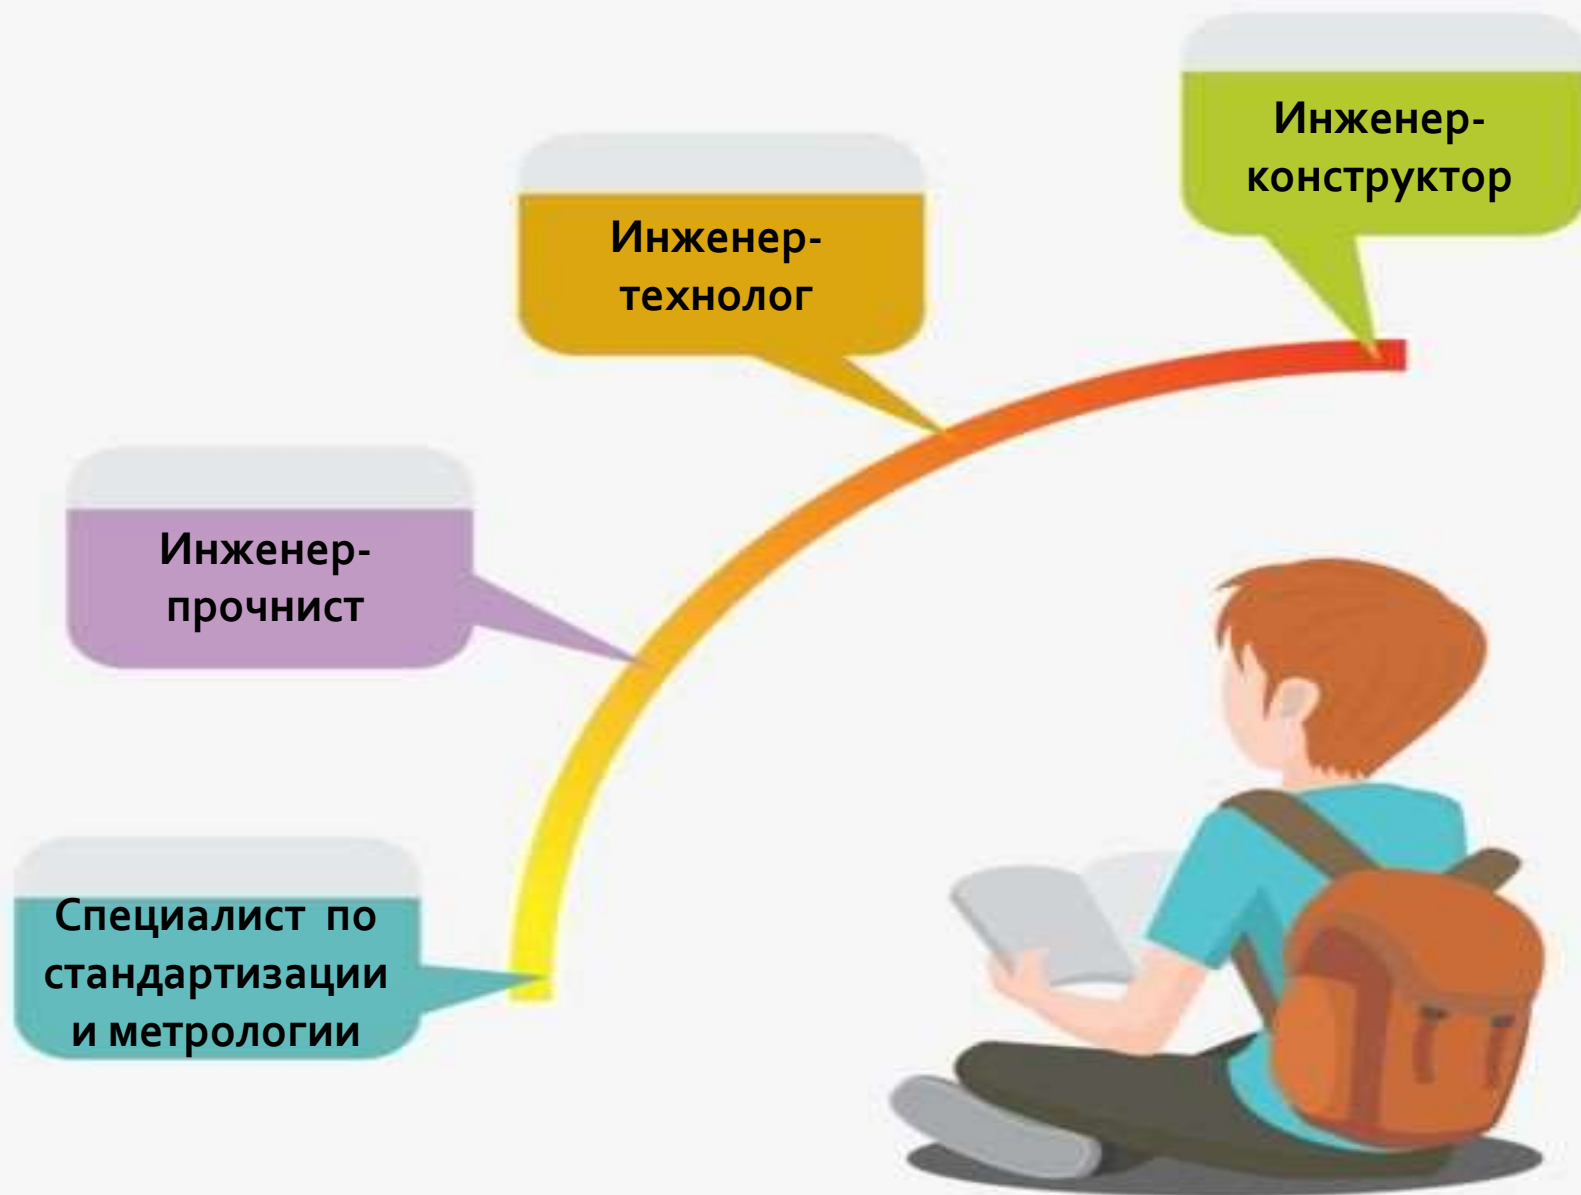 Инженер-
конструктор
Инженер-
технолог
Инженер-
прочнист
Специалист по
стандартизации
и метрологии